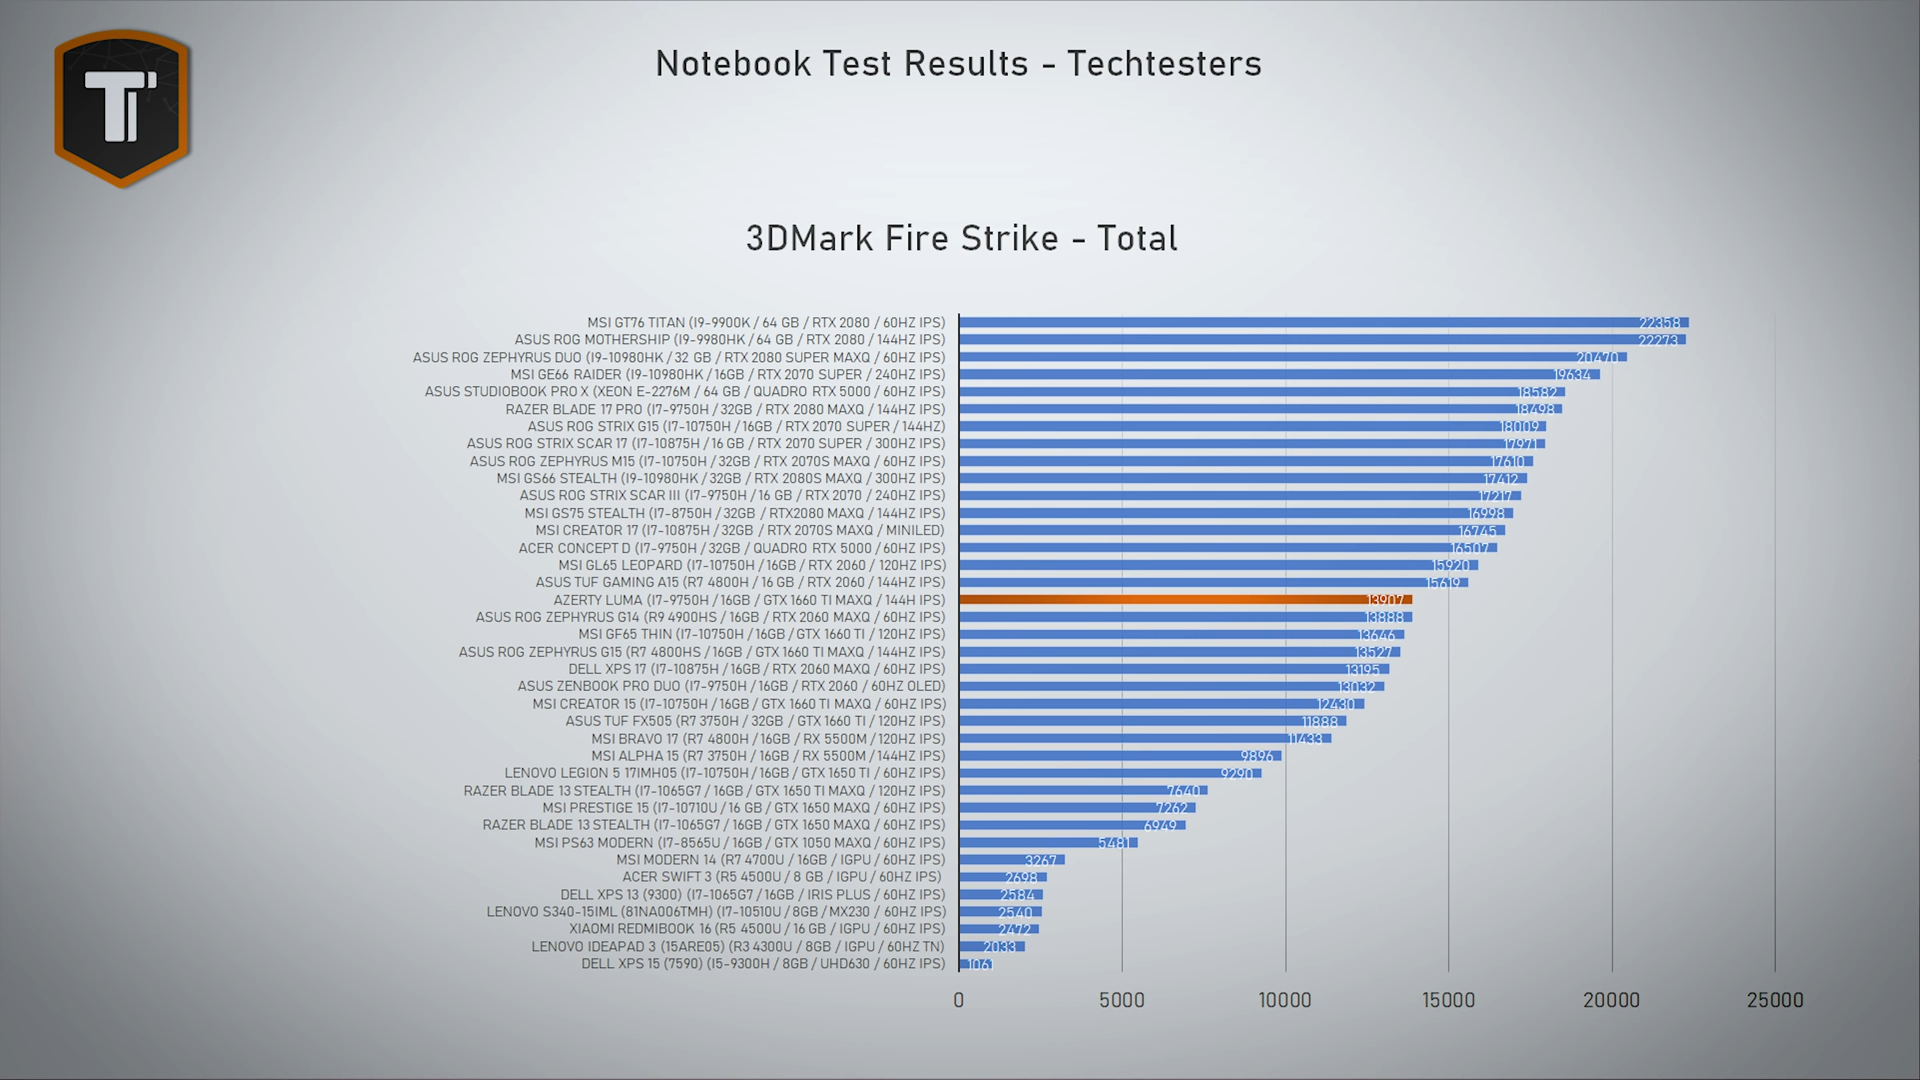 Notebook Test Results - Techtesters
3DMark Fire Strike - Total
MSI GT76 TITAN (I9-9900K / 64 GB / RTX 2080 / 60HZ IPS) 22358
ASUS ROG MOTHERSHIP (I9-9980HK / 64 GB / RTX 2080 / 144HZ IPS) 22273
ASUS ROG ZEPHYRUS DUO (I9-10980HK / 32 GB / RTX 2080 SUPER MAXQ / 60HZ IPS) 20470
MSI GE66 RAIDER (I9-10980HK / 16GB / RTX 2070 SUPER / 240HZ IPS) 19634
ASUS STUDIOBOOK PRO X (XEON E-2276M / 64 GB / QUADRO RTX 5000 / 60HZ IPS) 18582
RAZER BLADE 17 PRO (I7-9750H / 32GB / RTX 2080 MAXQ / 144HZ IPS) 18498
ASUS ROG STRIX G15 (I7-10750H / 16GB / RTX 2070 SUPER / 144HZ) 18009
ASUS ROG STRIX SCAR 17 (I7-10875H / 16 GB / RTX 2070 SUPER / 300HZ IPS) 17971
ASUS ROG ZEPHYRUS M15 (I7-10750H / 32GB / RTX 2070S MAXQ / 60HZ IPS) 17610
MSI GS66 STEALTH (I9-10980HK / 32GB / RTX 2080S MAXQ / 300HZ IPS) 17412
ASUS ROG STRIX SCAR III (I7-9750H / 16 GB / RTX 2070 / 240HZ IPS) 17217
MSI GS75 STEALTH (I7-8750H / 32GB / RTX2080 MAXQ / 144HZ IPS) 16998
MSI CREATOR 17 (I7-10875H / 32GB / RTX 2070S MAXQ / MINILED) 16745
ACER CONCEPT D (I7-9750H / 32GB / QUADRO RTX 5000 / 60HZ IPS) 16507
MSI GL65 LEOPARD (I7-10750H / 16GB / RTX 2060 / 120HZ IPS) 15920
ASUS TUF GAMING A15 (R7 4800H / 16 GB / RTX 2060 / 144HZ IPS) 15619
AZERTY LUMA (I7-9750H / 16GB / GTX 1660 TI MAXQ / 144H IPS) 13907
ASUS ROG ZEPHYRUS G14 (R9 4900HS / 16GB / RTX 2060 MAXQ / 60HZ IPS) 13888
MSI GF65 THIN (I7-10750H / 16GB / GTX 1660 TI / 120HZ IPS) 13646
ASUS ROG ZEPHYRUS G15 (R7 4800HS / 16GB / GTX 1660 TI MAXQ / 144HZ IPS) 13527
DELL XPS 17 (I7-10875H / 16GB / RTX 2060 MAXQ / 60HZ IPS) 13195
ASUS ZENBOOK PRO DUO (I7-9750H / 16GB / RTX 2060 / 60HZ OLED) 13032
MSI CREATOR 15 (I7-10750H / 16GB / GTX 1660 TI MAXQ / 60HZ IPS) 12430
ASUS TUF FX505 (R7 3750H / 32GB / GTX 1660 TI / 120HZ IPS) 11888
MSI BRAVO 17 (R7 4800H / 16GB / RX 5500M / 120HZ IPS) 11433
MSI ALPHA 15 (R7 3750H / 16GB / RX 5500M / 144HZ IPS) 9896
LENOVO LEGION 5 17IMH05 (I7-10750H / 16GB / GTX 1650 TI / 60HZ IPS) 9290
RAZER BLADE 13 STEALTH (I7-1065G7 / 16GB / GTX 1650 TI MAXQ / 120HZ IPS) 7640
MSI PRESTIGE 15 (I7-10710U / 16 GB / GTX 1650 MAXQ / 60HZ IPS) 7262
RAZER BLADE 13 STEALTH (I7-1065G7 / 16GB / GTX 1650 MAXQ / 60HZ IPS) 6949
MSI PS63 MODERN (I7-8565U / 16GB / GTX 1050 MAXQ / 60HZ IPS) 5481
MSI MODERN 14 (R7 4700U / 16GB / IGPU / 60HZ IPS) 3267
ACER SWIFT 3 (R5 4500U / 8 GB / IGPU / 60HZ IPS) 2698
DELL XPS 13 (9300) (I7-1065G7 / 16GB / IRIS PLUS / 60HZ IPS) 2584
LENOVO S340-15IML (81NA006TMH) (I7-10510U / 8GB / MX230 / 60HZ IPS) 2540
XIAOMI REDMIBOOK 16 (R5 4500U / 16 GB / IGPU / 60HZ IPS) 2472
LENOVO IDEAPAD 3 (15ARE05) (R3 4300U / 8GB / IGPU / 60HZ TN) 2033
DELL XPS 15 (7590) (I5-9300H / 8GB / UHD630 / 60HZ IPS)
0 5000 10000 15000 20000 25000